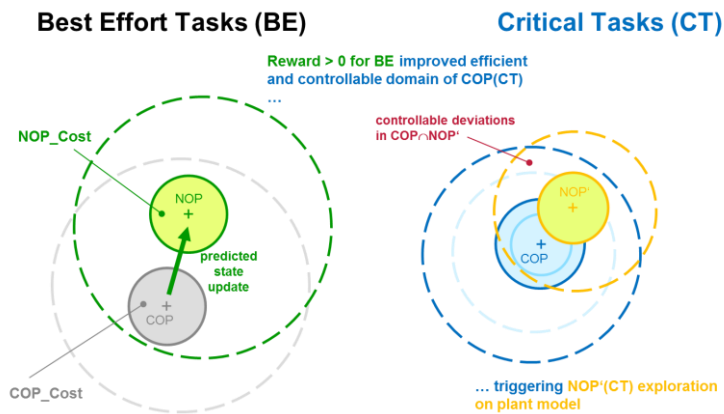 Best Effort Tasks (BE)
Critical Tasks (CT)
Reward > 0 for BE improved efficient
and controllable domain of COP(CT)
...
NOP_Cost
controllable deviations
in COP∩NOP‘
NOP
NOP‘
predicted
state
update
COP
COP
COP_Cost
... triggering NOP‘(CT) exploration
on plant model